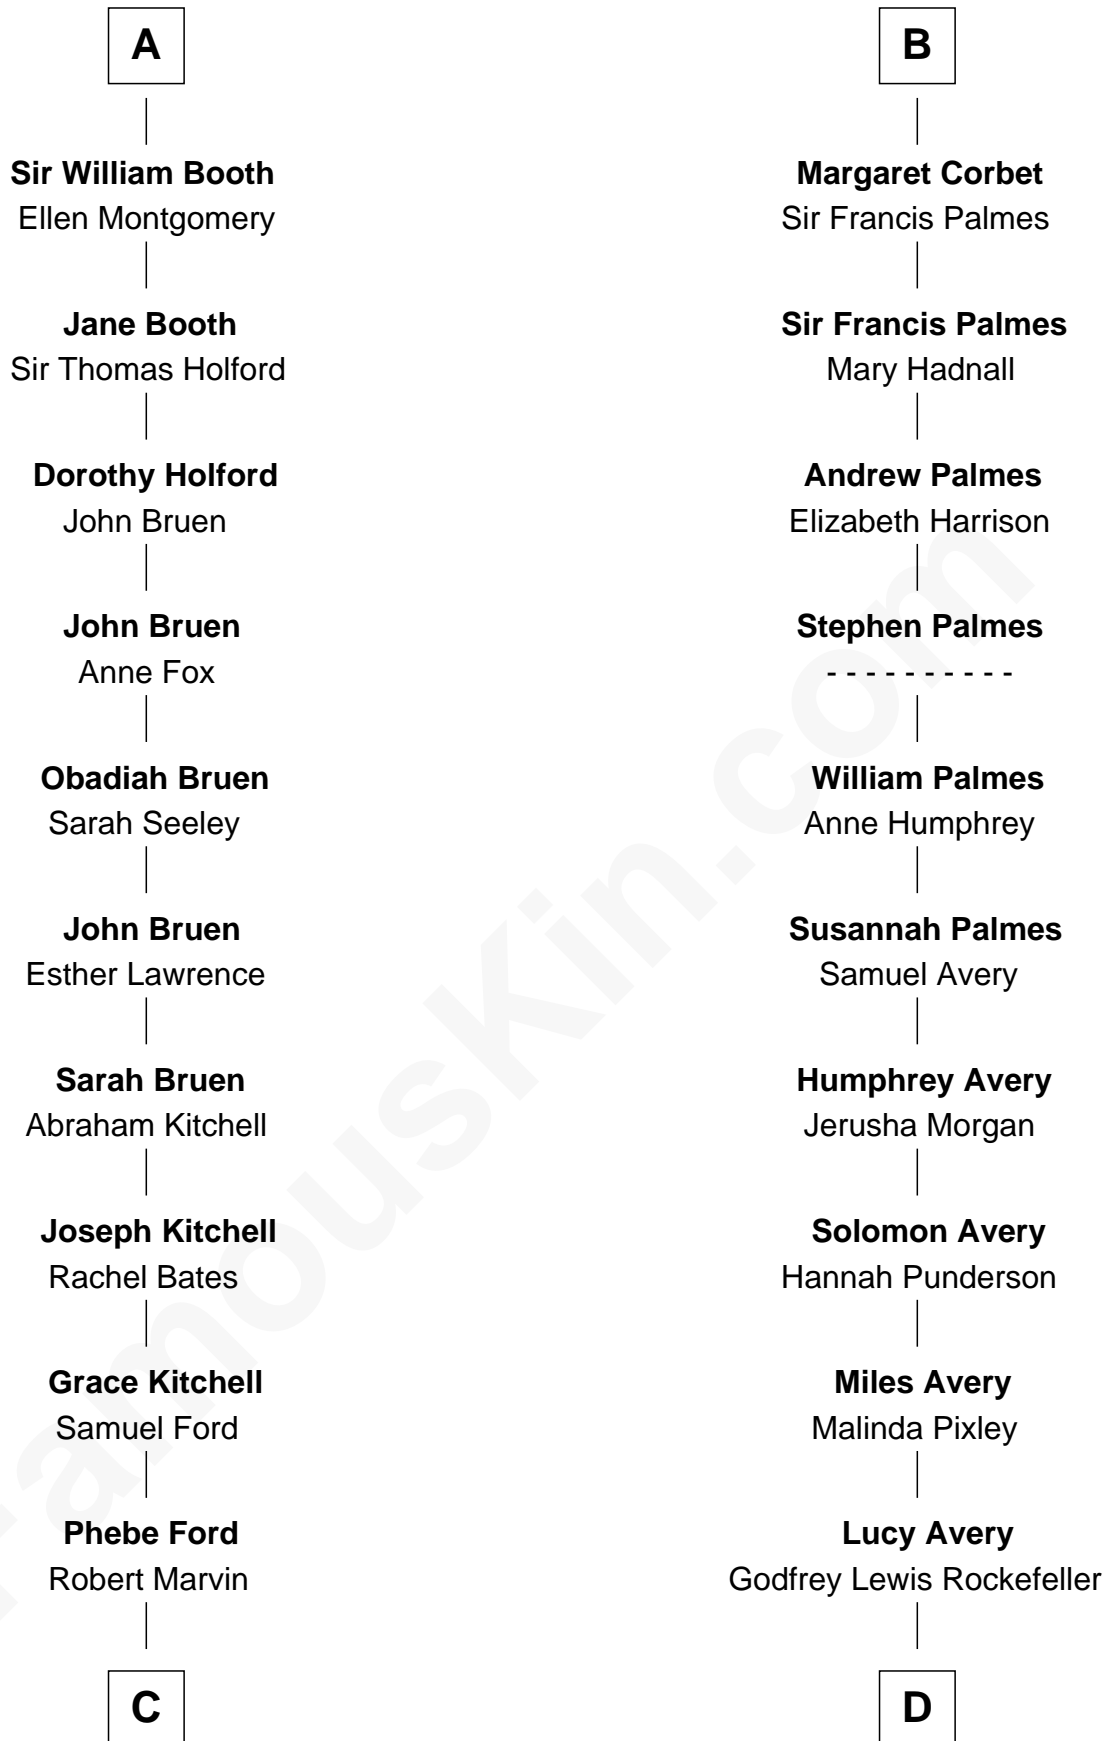 A
Sir William Booth
Ellen Montgomery
Jane Booth
Sir Thomas Holford
Dorothy Holford
John Bruen
John Bruen
Anne Fox
Obadiah Bruen
Sarah Seeley
John Bruen
Esther Lawrence
Sarah Bruen
Abraham Kitchell
Joseph Kitchell
Rachel Bates
Grace Kitchell
Samuel Ford
Phebe Ford
Robert Marvin
C
B
Margaret Corbet
Sir Francis Palmes
Sir Francis Palmes
Mary Hadnall
Andrew Palmes
Elizabeth Harrison
Stephen Palmes
- - - - - - - - - -
William Palmes
Anne Humphrey
Susannah Palmes
Samuel Avery
Humphrey Avery
Jerusha Morgan
Solomon Avery
Hannah Punderson
Miles Avery
Malinda Pixley
Lucy Avery
Godfrey Lewis Rockefeller
D
FamousKin.com